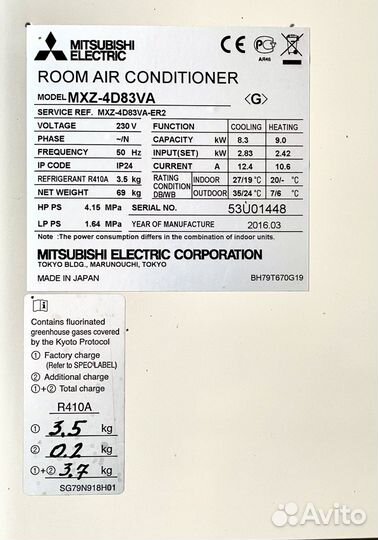 MITSUBISHI
ELECTRIC
CE PG AR46
ROOM AIR CONDITIONER
MODEL MXZ-4D83VA <G>
SERVICE REF. MXZ-4D83VA-ER2
VOLTAGE 230 V FUNCTION COOLING HEATING
PHASE ~/N CAPACITY kW 8.3 9.0
FREQUENCY 50 Hz INPUT(SET) kW 2.83 2.42
IP CODE IP24 CURRENT A 12.4 10.6
REFRIGERANT R410A 3.5 kg RATING CONDITION DB/WB INDOOR 27/19 °C 20/- °C
NET WEIGHT 69 kg OUTDOOR 35/24 °C 7/6 °C
HP PS 4.15 MPa SERIAL NO. 53U01448
LP PS 1.64 MPa YEAR OF MANUFACTURE 2016.03
Note :The power consumption differs in the combination of indoor units.
MITSUBISHI ELECTRIC CORPORATION
TOKYO BLDG., MARUNOUCHI, TOKYO
MADE IN JAPAN BH79T670G19
Contains fluorinated
greenhouse gases covered
by the Kyoto Protocol
① Factory charge
(Refer to SPEC LABEL)
② Additional charge
①+② Total charge
R410A
① 3.5 kg
② 0.2 kg
①+② 3.7 kg
SG79N918H01
Avito